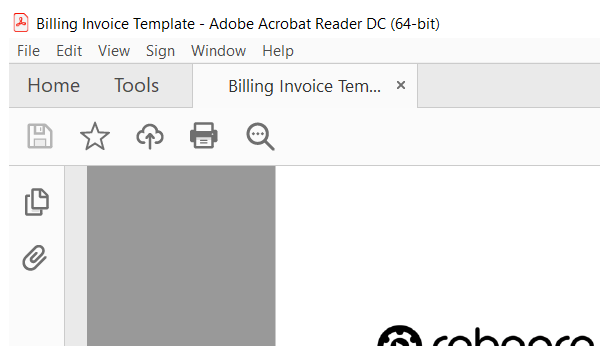 Billing Invoice Template - Adobe Acrobat Reader DC (64-bit)
File Edit View Sign Window Help
Home Tools Billing Invoice Tem... ×